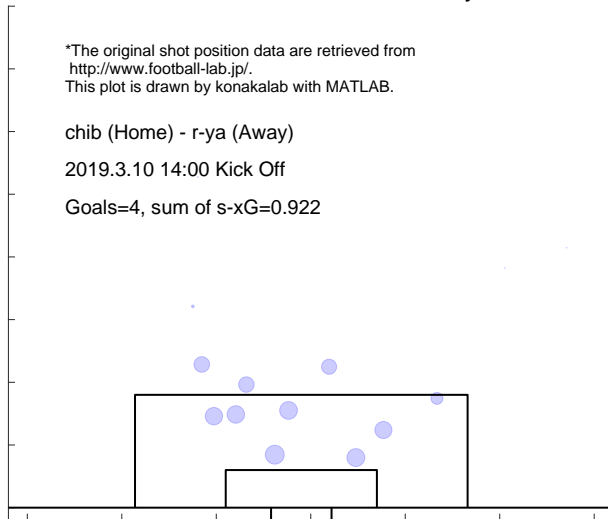 *The original shot position data are retrieved from
http://www.football-lab.jp/.
This plot is drawn by konakalab with MATLAB.
chib (Home) - r-ya (Away)
2019.3.10 14:00 Kick Off
Goals=4, sum of s-xG=0.922